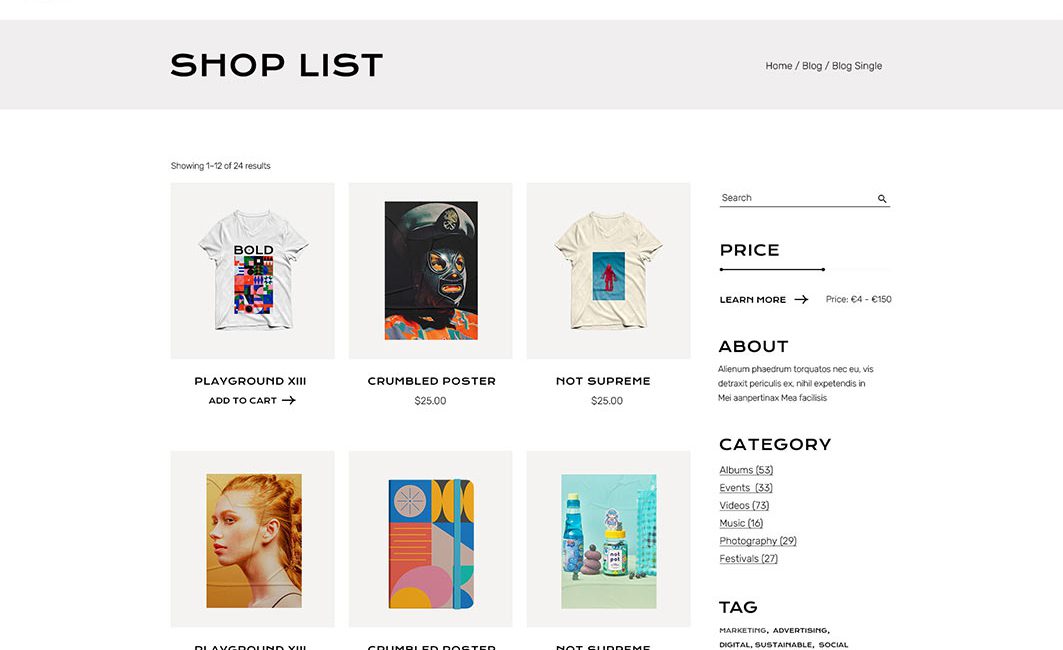 SHOP LIST
Home / Blog / Blog Single
Showing 1–12 of 24 results
BOLD
PLAYGROUND XIII
ADD TO CART
CRUMBLED POSTER
$25.00
NOT SUPREME
$25.00
not
pot
PLAYGROUND XIII
CRUMBLED POSTER
NOT SUPREME
Search
PRICE
LEARN MORE
Price: €4 - €150
ABOUT
Alienum phaedrum torquatos nec eu, vis
detraxit periculis ex, nihil expetendis in
Mei aanpertinax Mea facilisis
CATEGORY
Albums (53)
Events (33)
Videos (73)
Music (16)
Photography (29)
Festivals (27)
TAG
MARKETING, ADVERTISING,
DIGITAL, SUSTAINABLE, SOCIAL